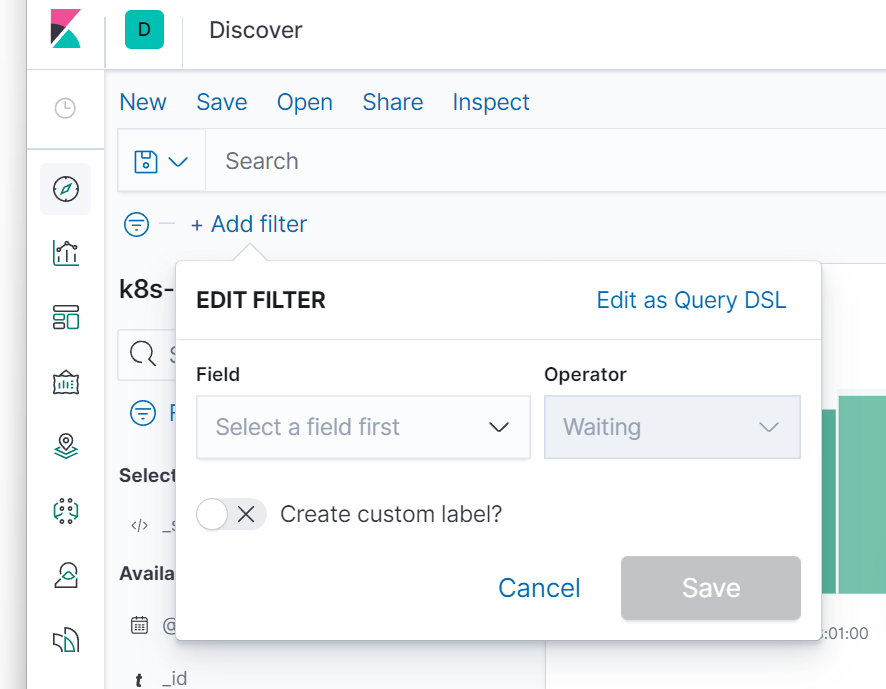 D Discover
New Save Open Share Inspect
Search
+ Add filter
k8s-
EDIT FILTER Edit as Query DSL
Field Operator
Select a field first Waiting
Select
Create custom label?
</> _s
Availa
Cancel Save
@
:01:00
t _id